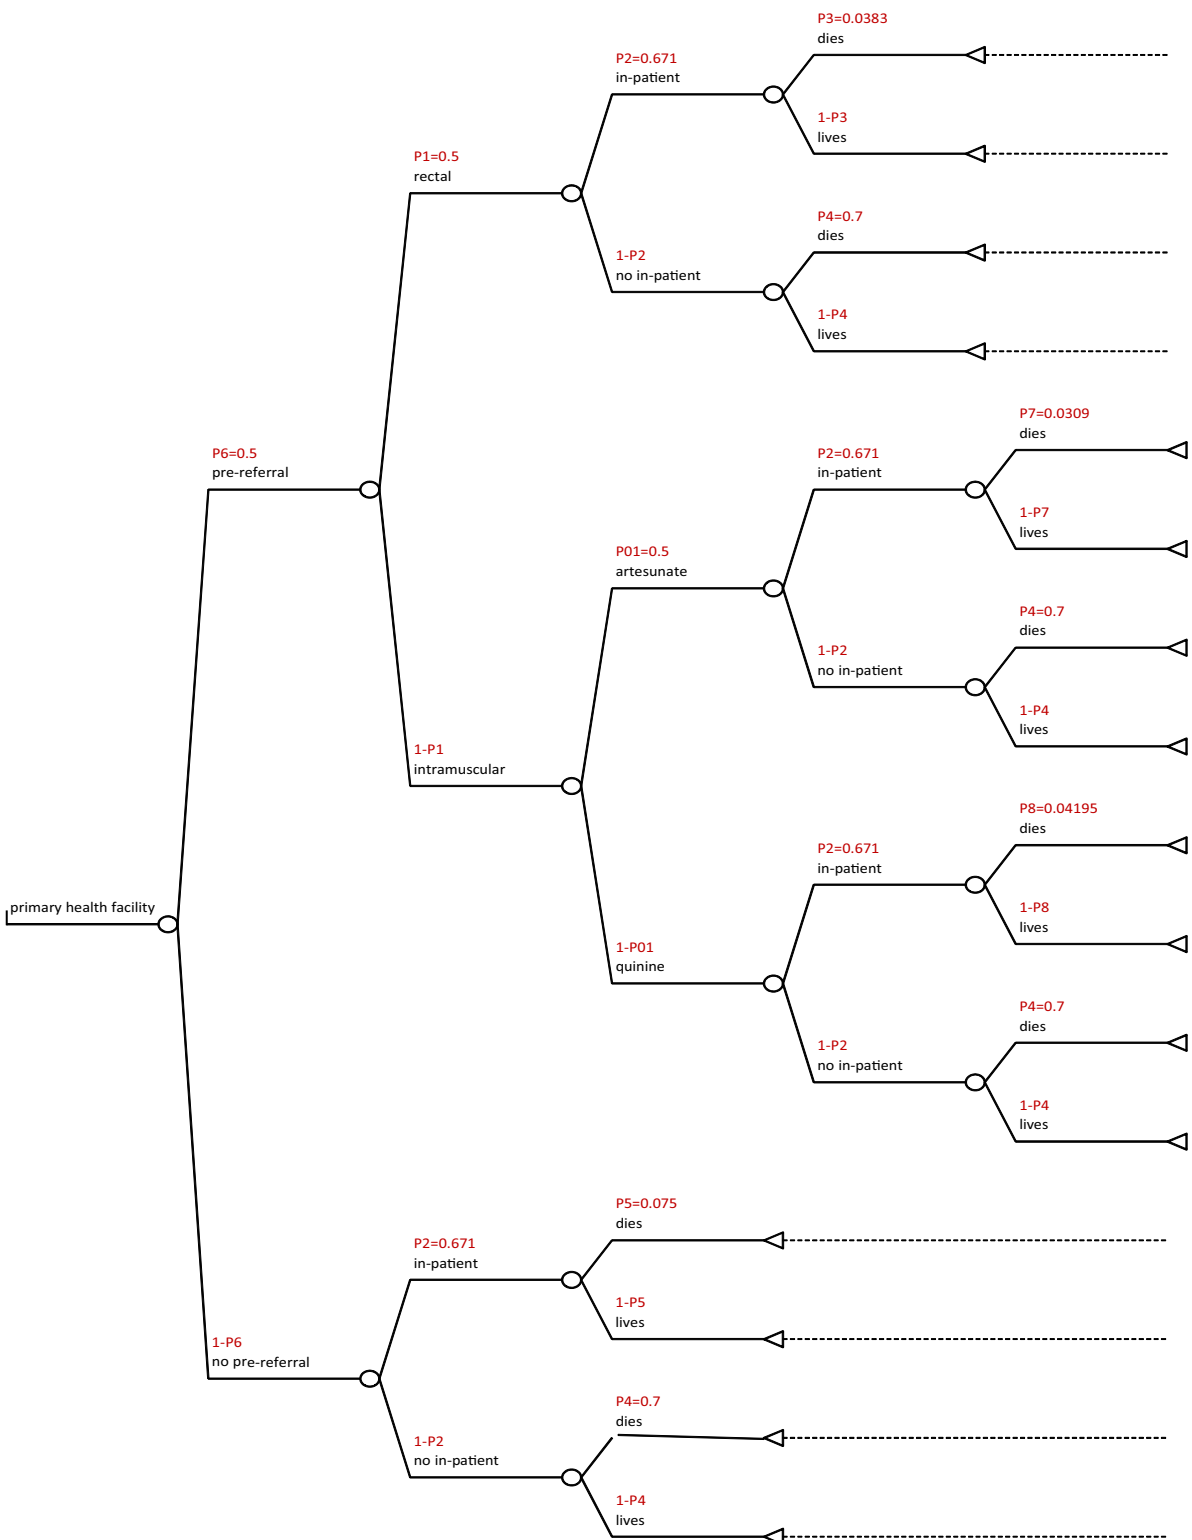 P3=0.0383
dies
P2=0.671
in-patient
1-P3
lives
P1=0.5
rectal
P4=0.7
dies
1-P2
no in-patient
1-P4
lives
P7=0.0309
dies
P6=0.5
pre-referral
P2=0.671
in-patient
1-P7
lives
P01=0.5
artesunate
P4=0.7
dies
1-P2
no in-patient
1-P4
lives
1-P1
intramuscular
P8=0.04195
dies
P2=0.671
in-patient
primary health facility
1-P8
lives
1-P01
quinine
P4=0.7
dies
1-P2
no in-patient
1-P4
lives
P5=0.075
dies
P2=0.671
in-patient
1-P5
lives
1-P6
no pre-referral
P4=0.7
dies
1-P2
no in-patient
1-P4
lives